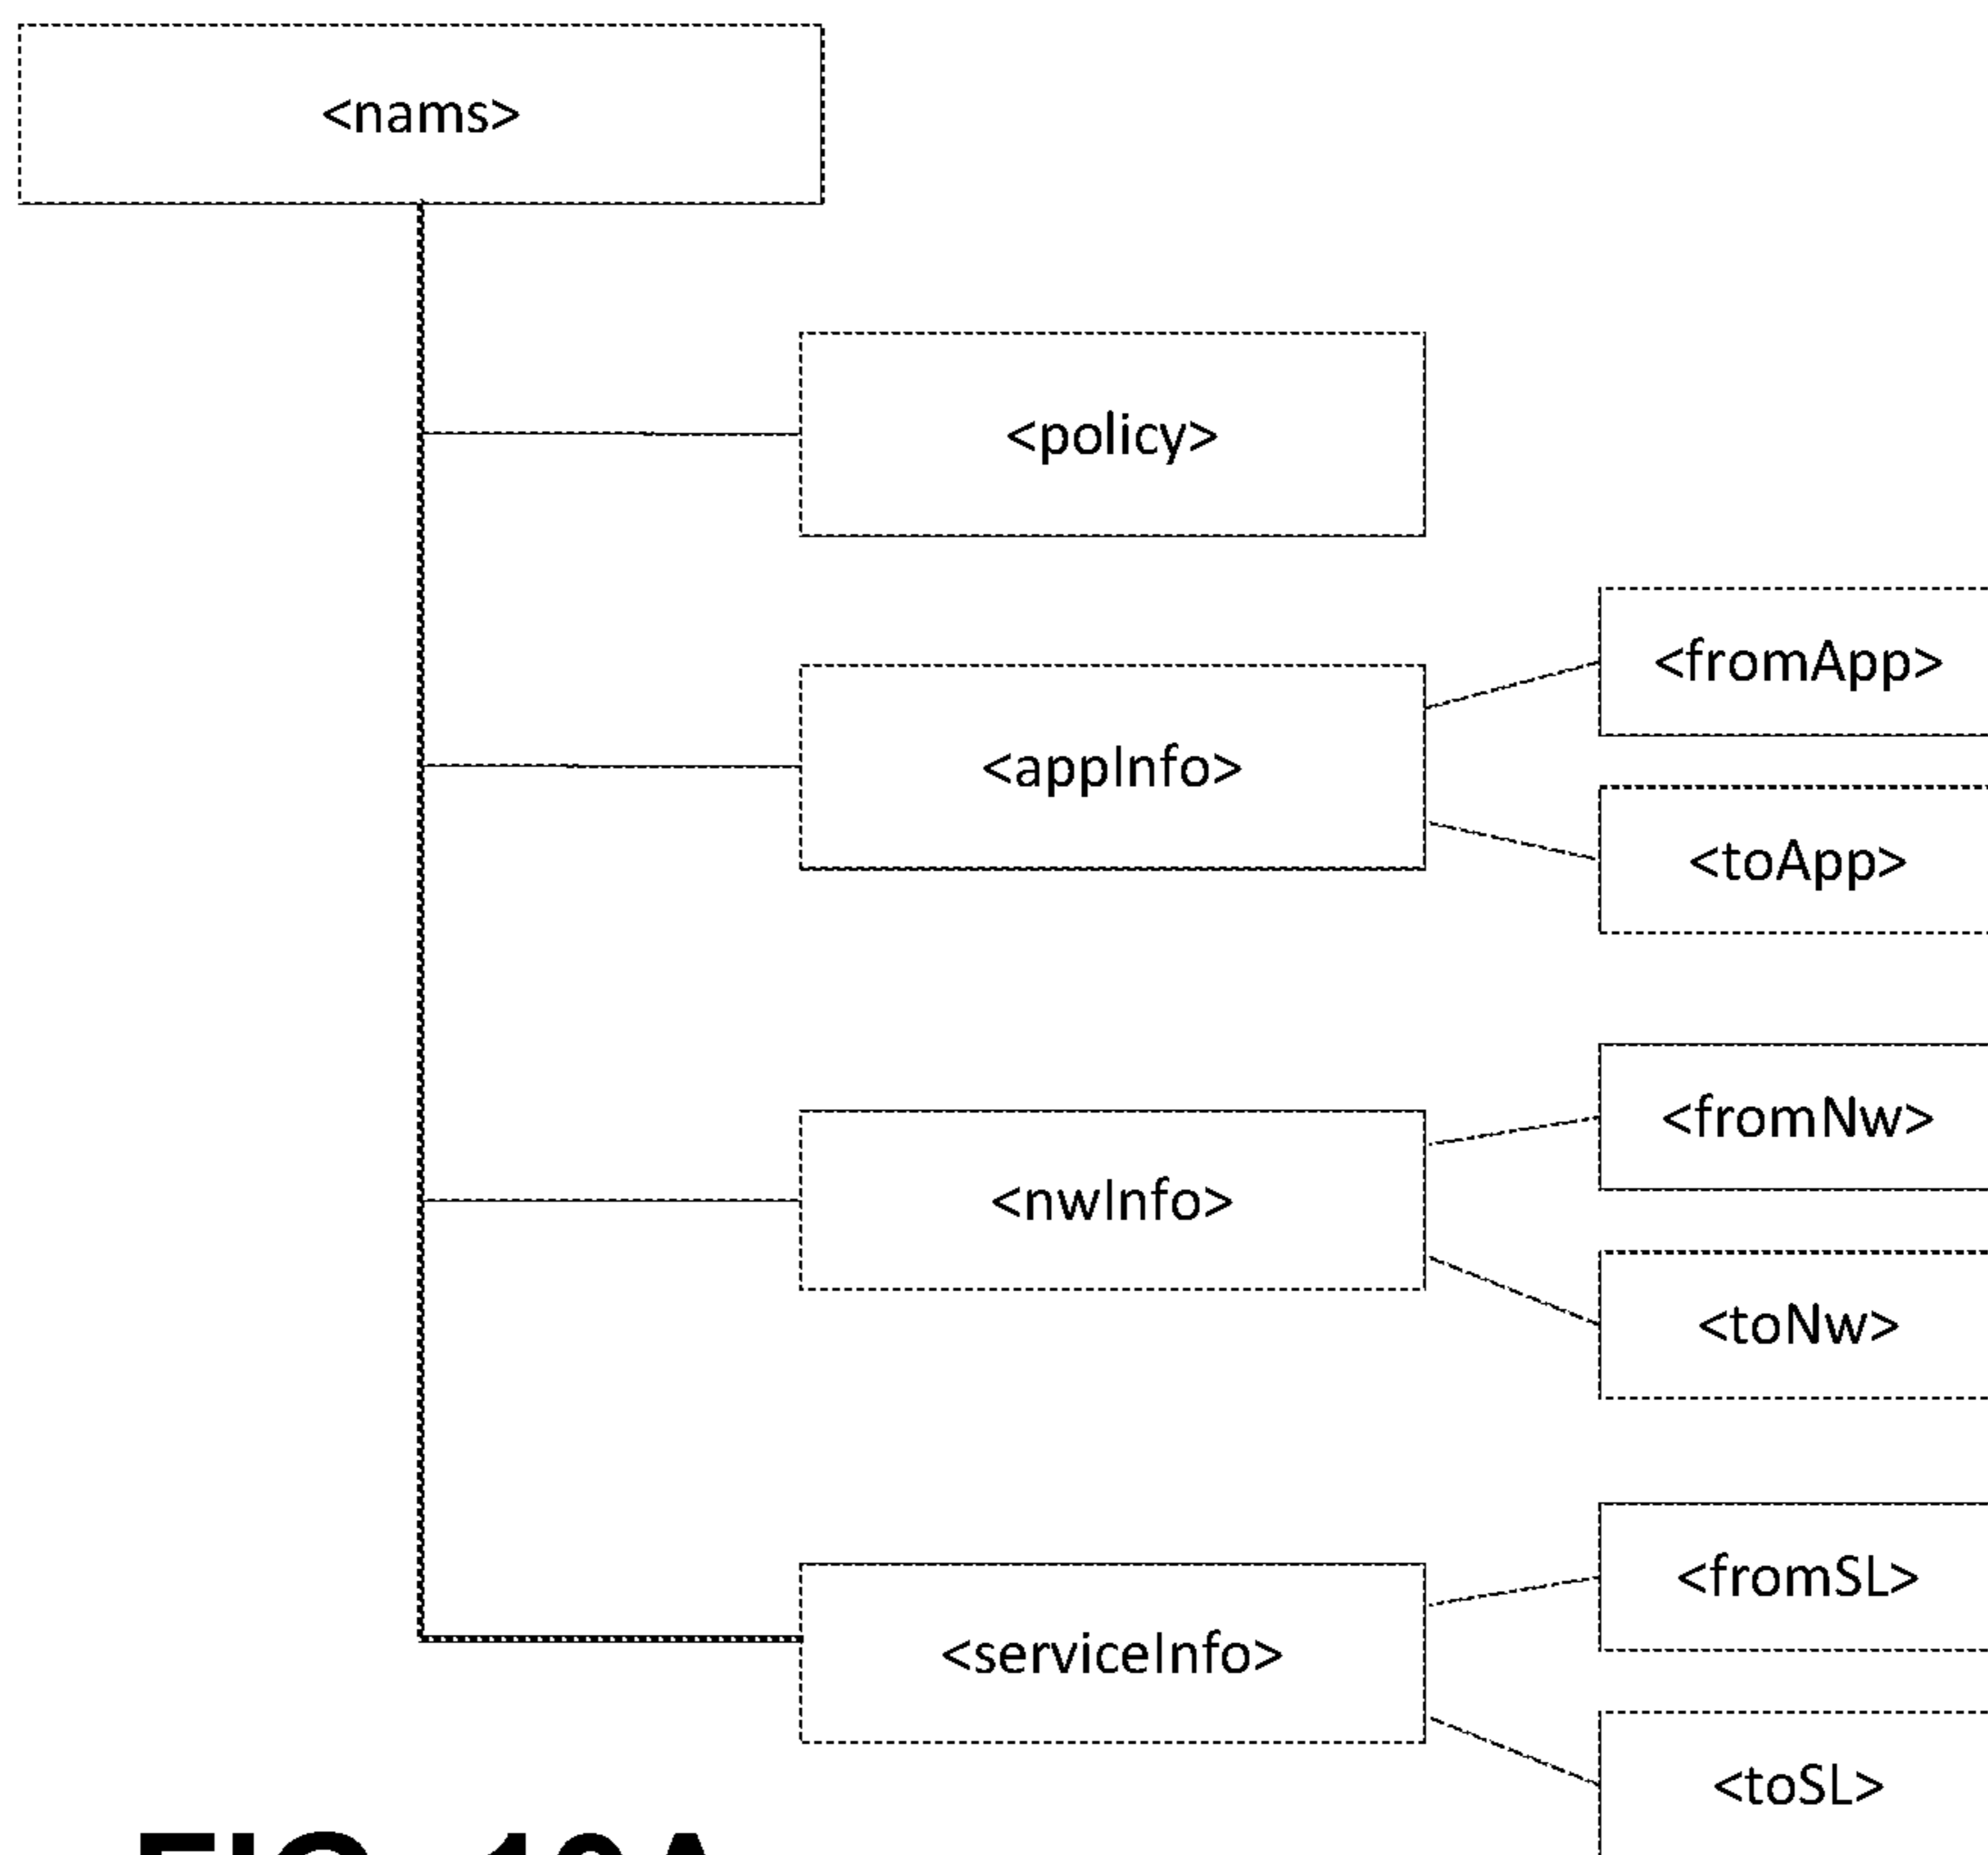 <nams>
<policy>
<appInfo>
<fromApp>
<toApp>
<nwInfo>
<fromNw>
<toNw>
<serviceInfo>
<fromSL>
<toSL>